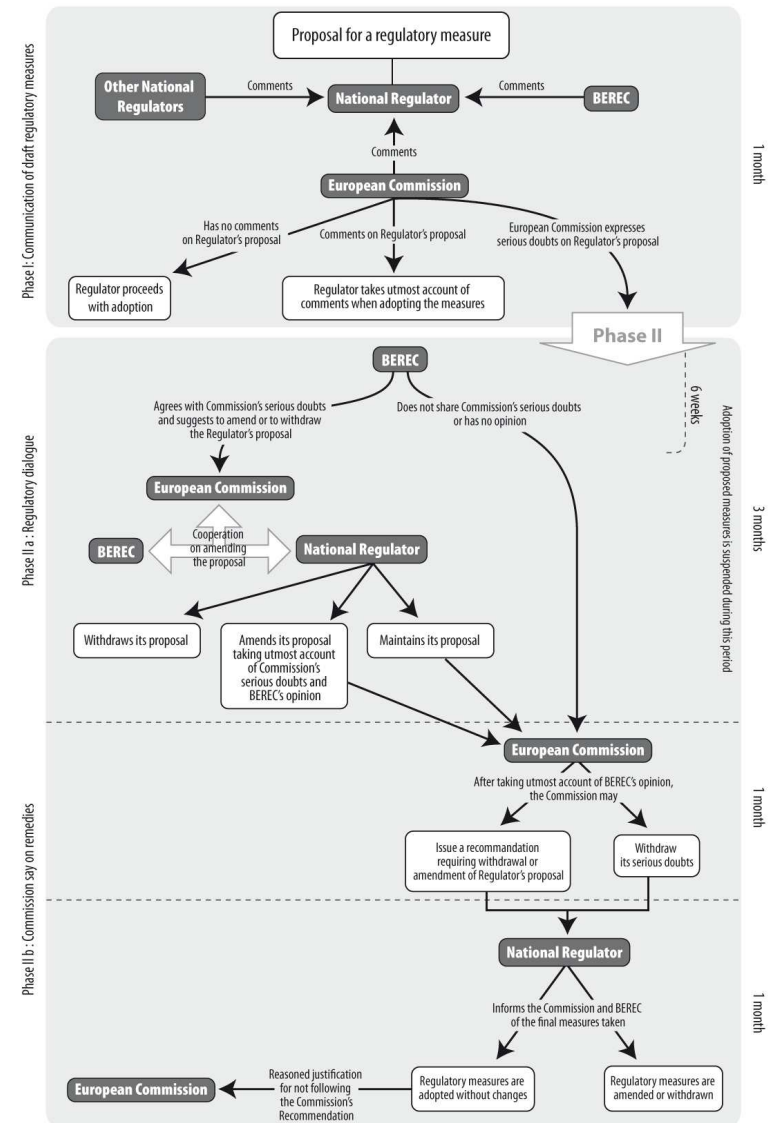 Proposal for a regulatory measure
Other National
Regulators
Comments
National Regulator
Comments
BEREC
Comments
European Commission
Has no comments
on Regulator's proposal
Comments on Regulator's proposal
European Commission expresses
serious doubts on Regulator's proposal
Regulator proceeds
with adoption
Regulator takes utmost account of
comments when adopting the measures
Phase I: Communication of draft regulatory measures
1 month
Phase II
BEREC
6 weeks
Agrees with Commission's serious doubts
and suggests to amend or to withdraw
the Regulator's proposal
Does not share Commission's serious doubts
or has no opinion
European Commission
BEREC
Cooperation
on amending
the proposal
National Regulator
Withdraws its proposal
Amends its proposal
taking utmost account
of Commission's
serious doubts and
BEREC's opinion
Maintains its proposal
Phase II a : Regulatory dialogue
Adoption of proposed measures is suspended during this period
3 months
European Commission
After taking utmost account of BEREC's opinion,
the Commission may
Issue a recommandation
requiring withdrawal or
amendment of Regulator's proposal
Withdraw
its serious doubts
1 month
Phase II b : Commission say on remedies
National Regulator
Informs the Commission and BEREC
of the final measures taken
1 month
European Commission
Reasoned justification
for not following
the Commission's
Recommendation
Regulatory measures are
adopted without changes
Regulatory measures are
amended or withdrawn